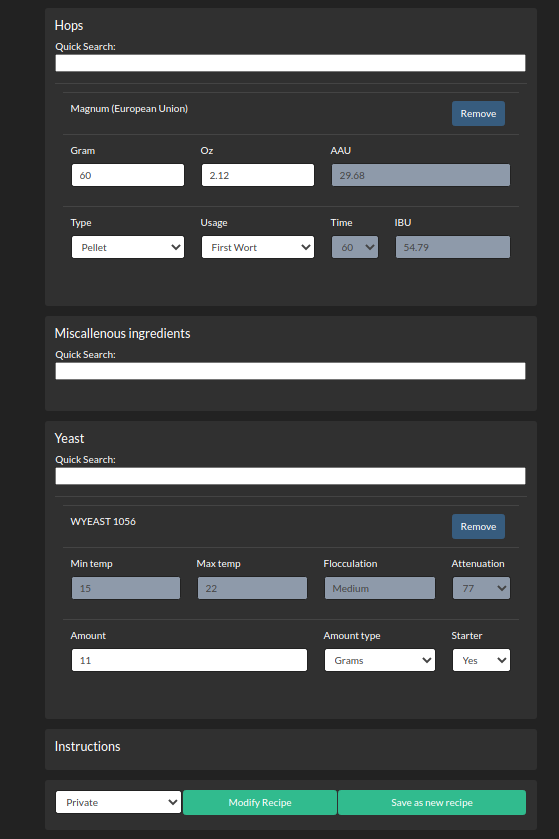 Hops
Quick Search:
Magnum (European Union)
Remove
Gram Oz AAU
60 2.12 29.68
Type Usage Time IBU
Pellet First Wort 60 54.79
Miscallenous ingredients
Quick Search:
Yeast
Quick Search:
WYEAST 1056
Remove
Min temp Max temp Flocculation Attenuation
15 22 Medium 77
Amount Amount type Starter
11 Grams Yes
Instructions
Private Modify Recipe Save as new recipe